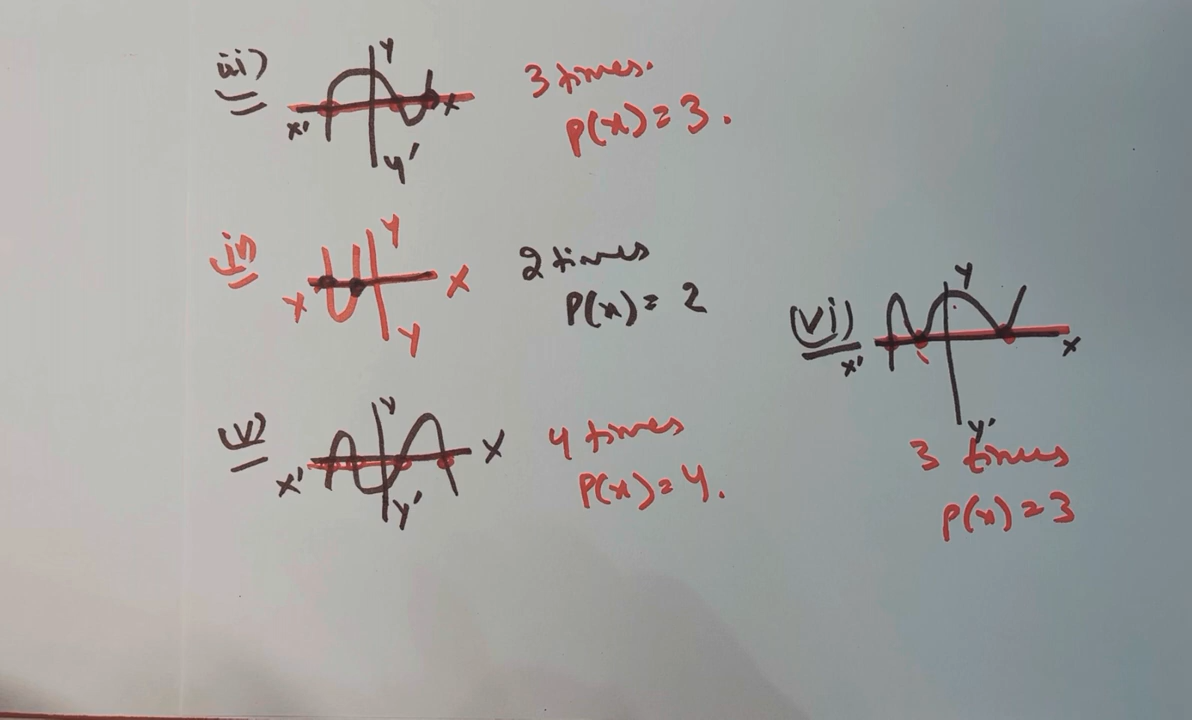 iii)
Y
X' X
Y'
3 times.
P(x) = 3.
iv)
Y
X X
Y
2 times
P(x) = 2
(v)
Y
X' X
Y'
4 times
P(x) = 4.
(vi)
Y
X' X
Y'
3 times
P(x) = 3